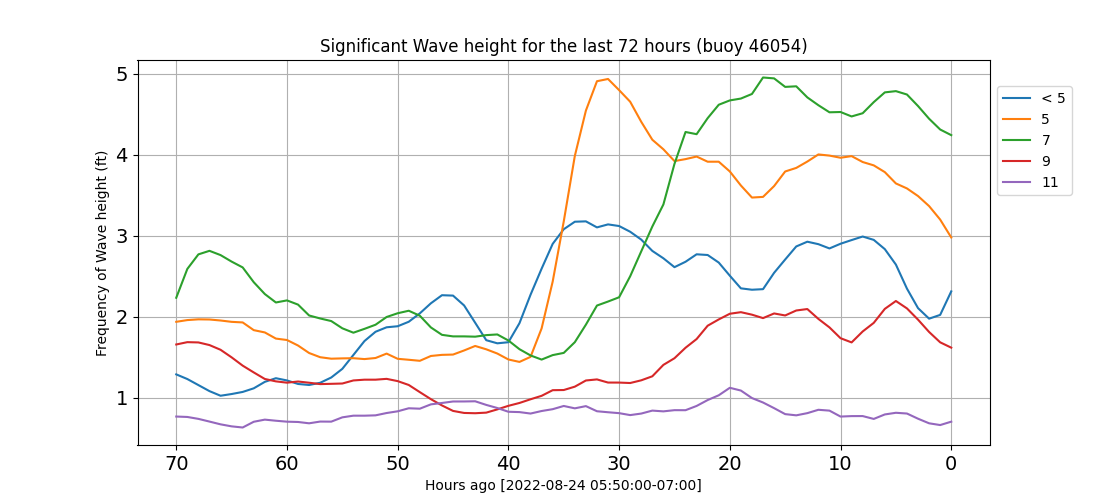 Significant Wave height for the last 72 hours (buoy 46054)
Frequency of Wave height (ft)
5
4
3
2
1
70 60 50 40 30 20 10 0
Hours ago [2022-08-24 05:50:00-07:00]
< 5
5
7
9
11